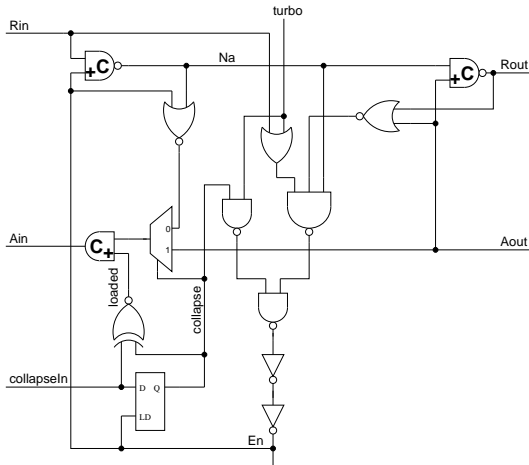 turbo
Rin
Na
Rout
+C
+C
0
1
Ain
Aout
C+
loaded
collapse
collapseIn
D Q
LD
En